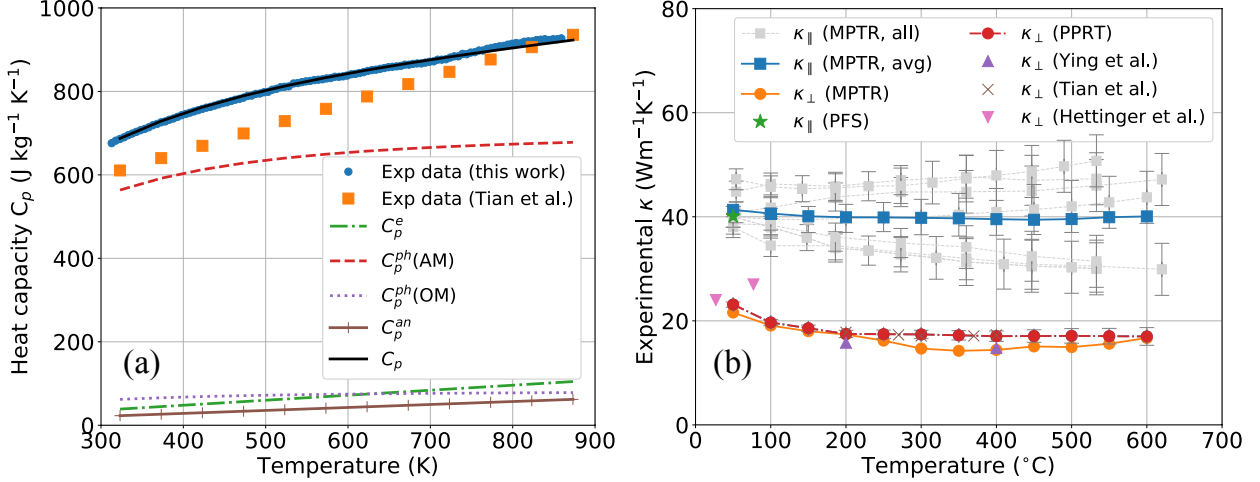 Heat capacity Cₚ (J kg⁻¹ K⁻¹)
1000
800
600
400
200
0
300
400
500
600
700
800
900
Temperature (K)
(a)
Exp data (this work)
Exp data (Tian et al.)
Cₚᵉ
Cₚᵖʰ(AM)
Cₚᵖʰ(OM)
Cₚᵃⁿ
Cₚ
Experimental κ (Wm⁻¹K⁻¹)
80
60
40
20
0
0
100
200
300
400
500
600
700
Temperature (°C)
(b)
κ∥ (MPTR, all)
κ∥ (MPTR, avg)
κ⊥ (MPTR)
κ∥ (PFS)
κ⊥ (PPRT)
κ⊥ (Ying et al.)
κ⊥ (Tian et al.)
κ⊥ (Hettinger et al.)